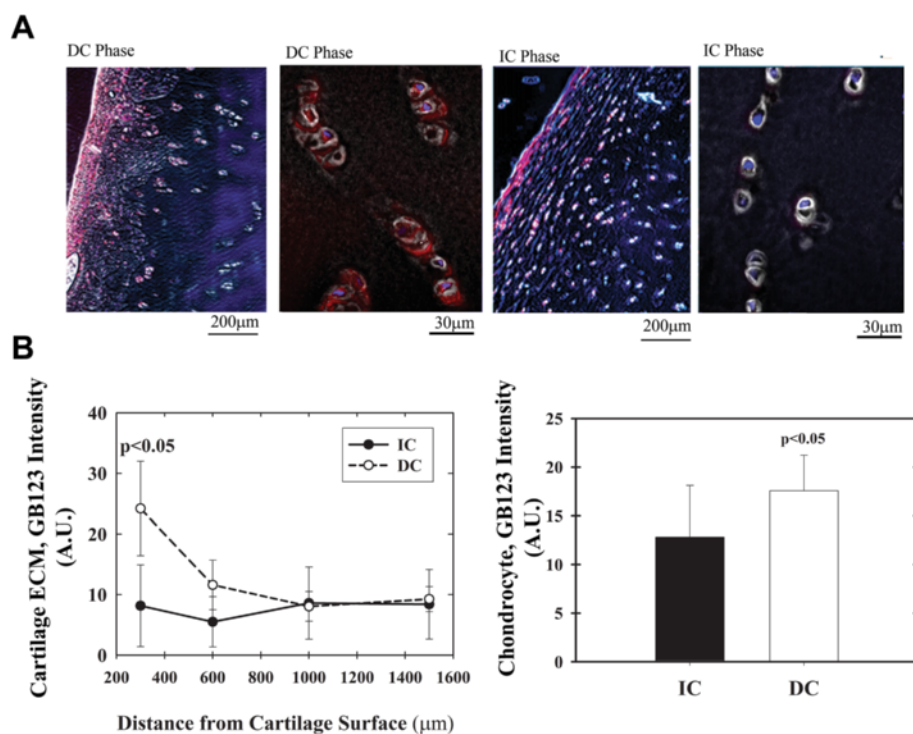 A
DC Phase
DC Phase
IC Phase
IC Phase
200μm
30μm
200μm
30μm
B
Cartilage ECM, GB123 Intensity
(A.U.)
40
30
20
10
0
p<0.05
IC
DC
200 400 600 800 1000 1200 1400 1600
Distance from Cartilage Surface (μm)
Chondrocyte, GB123 Intensity
(A.U.)
25
20
15
10
5
0
p<0.05
IC
DC